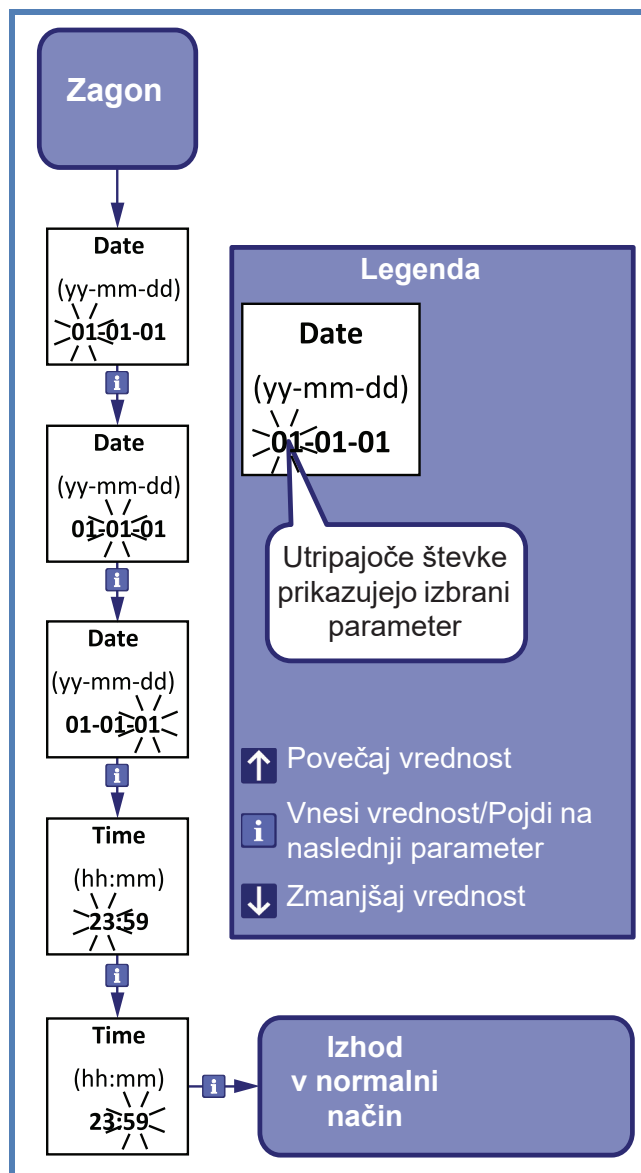 Zagon
Date
(yy-mm-dd)
01-01-01
i
Date
(yy-mm-dd)
01-01-01
i
Date
(yy-mm-dd)
01-01-01
i
Time
(hh:mm)
23:59
i
Time
(hh:mm)
23:59
i
Izhod
v normalni
način
Legenda
Date
(yy-mm-dd)
01-01-01
Utripajoče števke
prikazujejo izbrani
parameter
↑ Povečaj vrednost
i Vnesi vrednost/Pojdi na
naslednji parameter
↓ Zmanjšaj vrednost